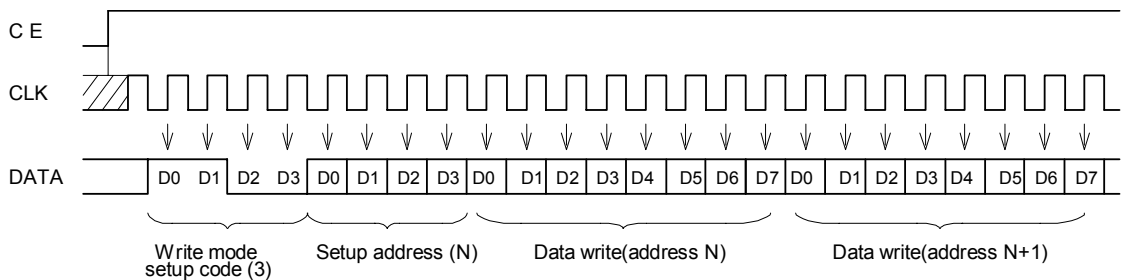 C E
CLK
DATA D0 D1 D2 D3 D0 D1 D2 D3 D0 D1 D2 D3 D4 D5 D6 D7 D0 D1 D2 D3 D4 D5 D6 D7
Write mode
setup code (3)
Setup address (N)
Data write(address N)
Data write(address N+1)